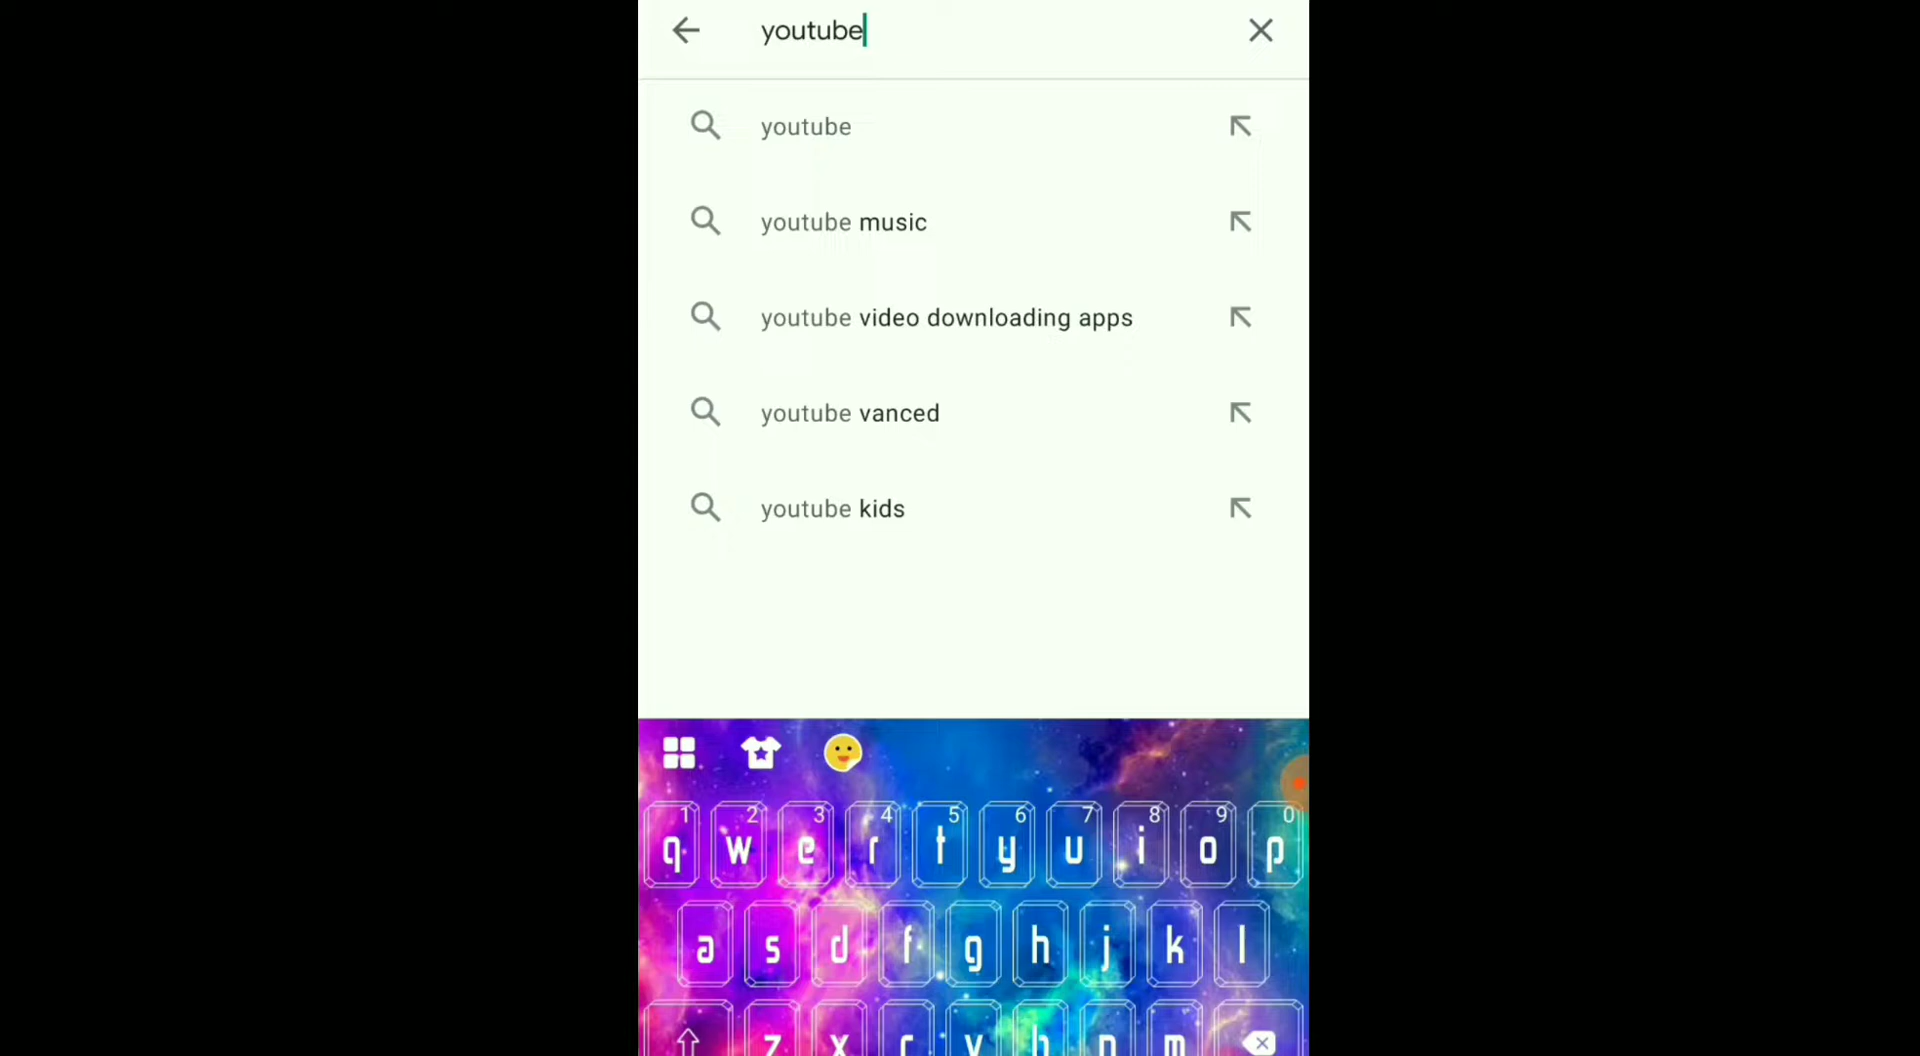 youtube
youtube
youtube music
youtube video downloading apps
youtube vanced
youtube kids
1 2 3 4 5 6 7 8 9 0
q w e r t y u i o p
a s d f g h j k l
z x c v b n m